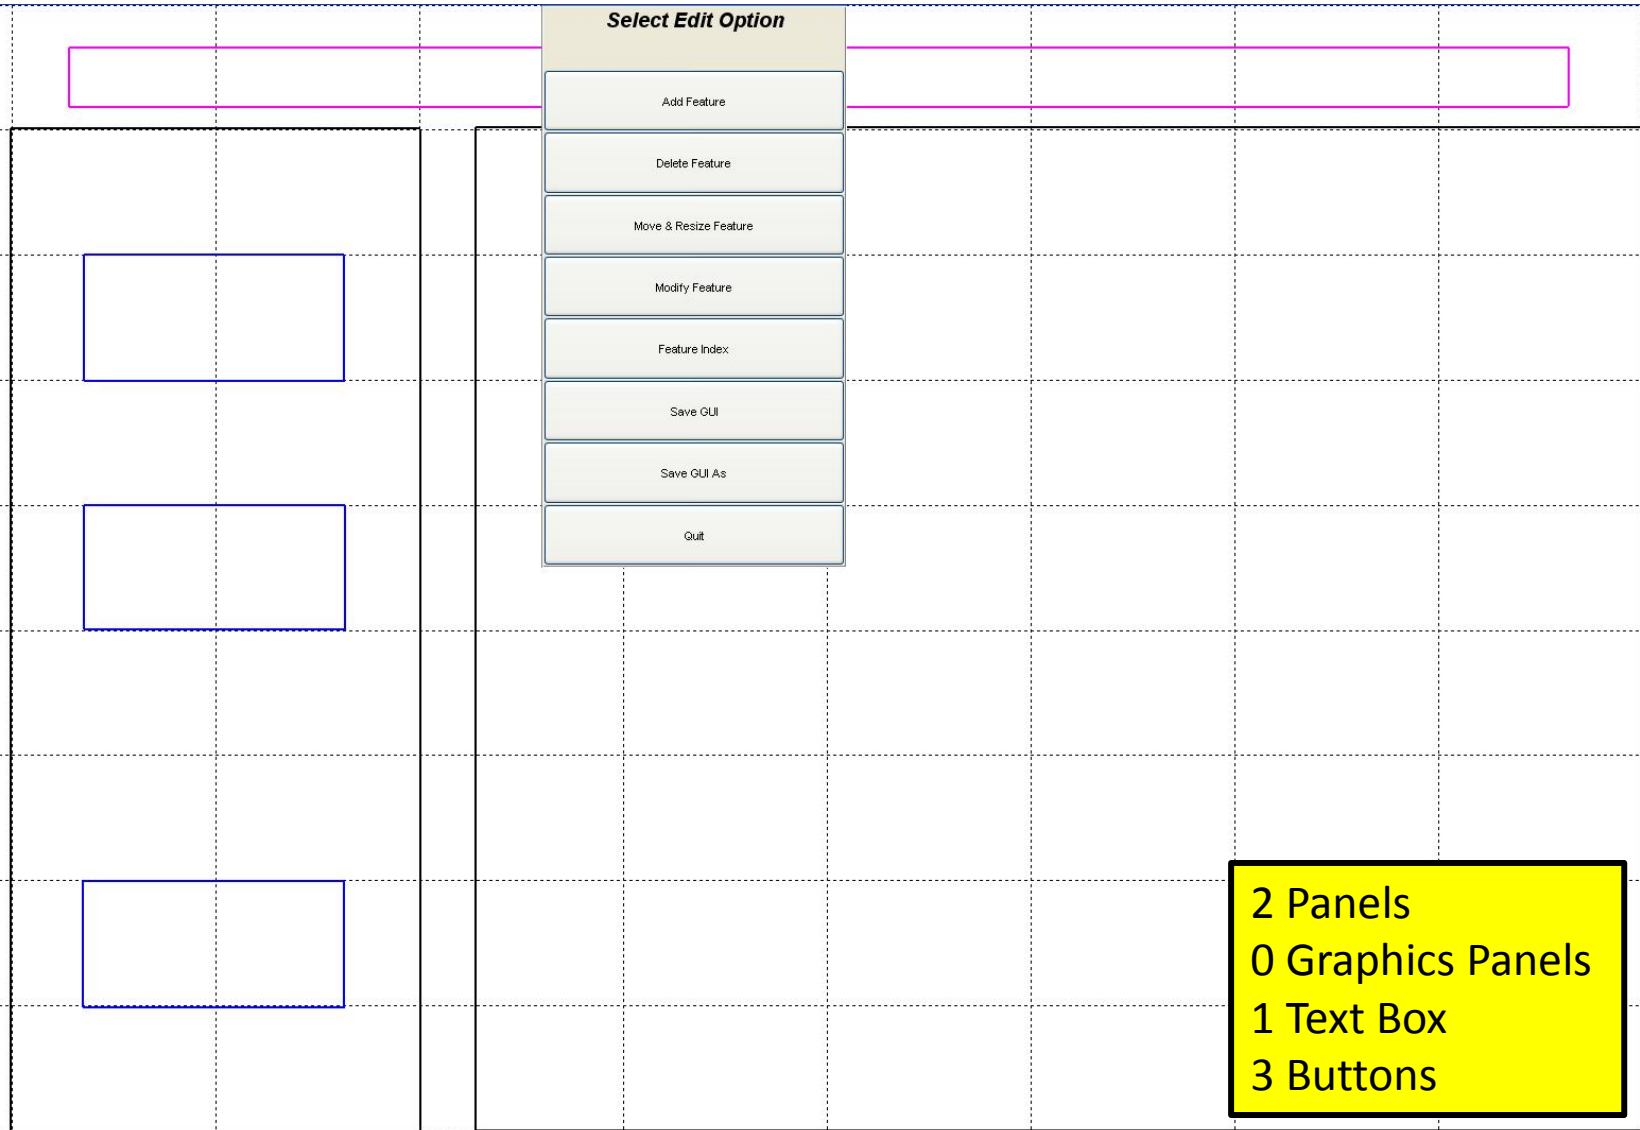 Select Edit Option
Add Feature
Delete Feature
Move & Resize Feature
Modify Feature
Feature Index
Save GUI
Save GUI As
Quit
2 Panels
0 Graphics Panels
1 Text Box
3 Buttons